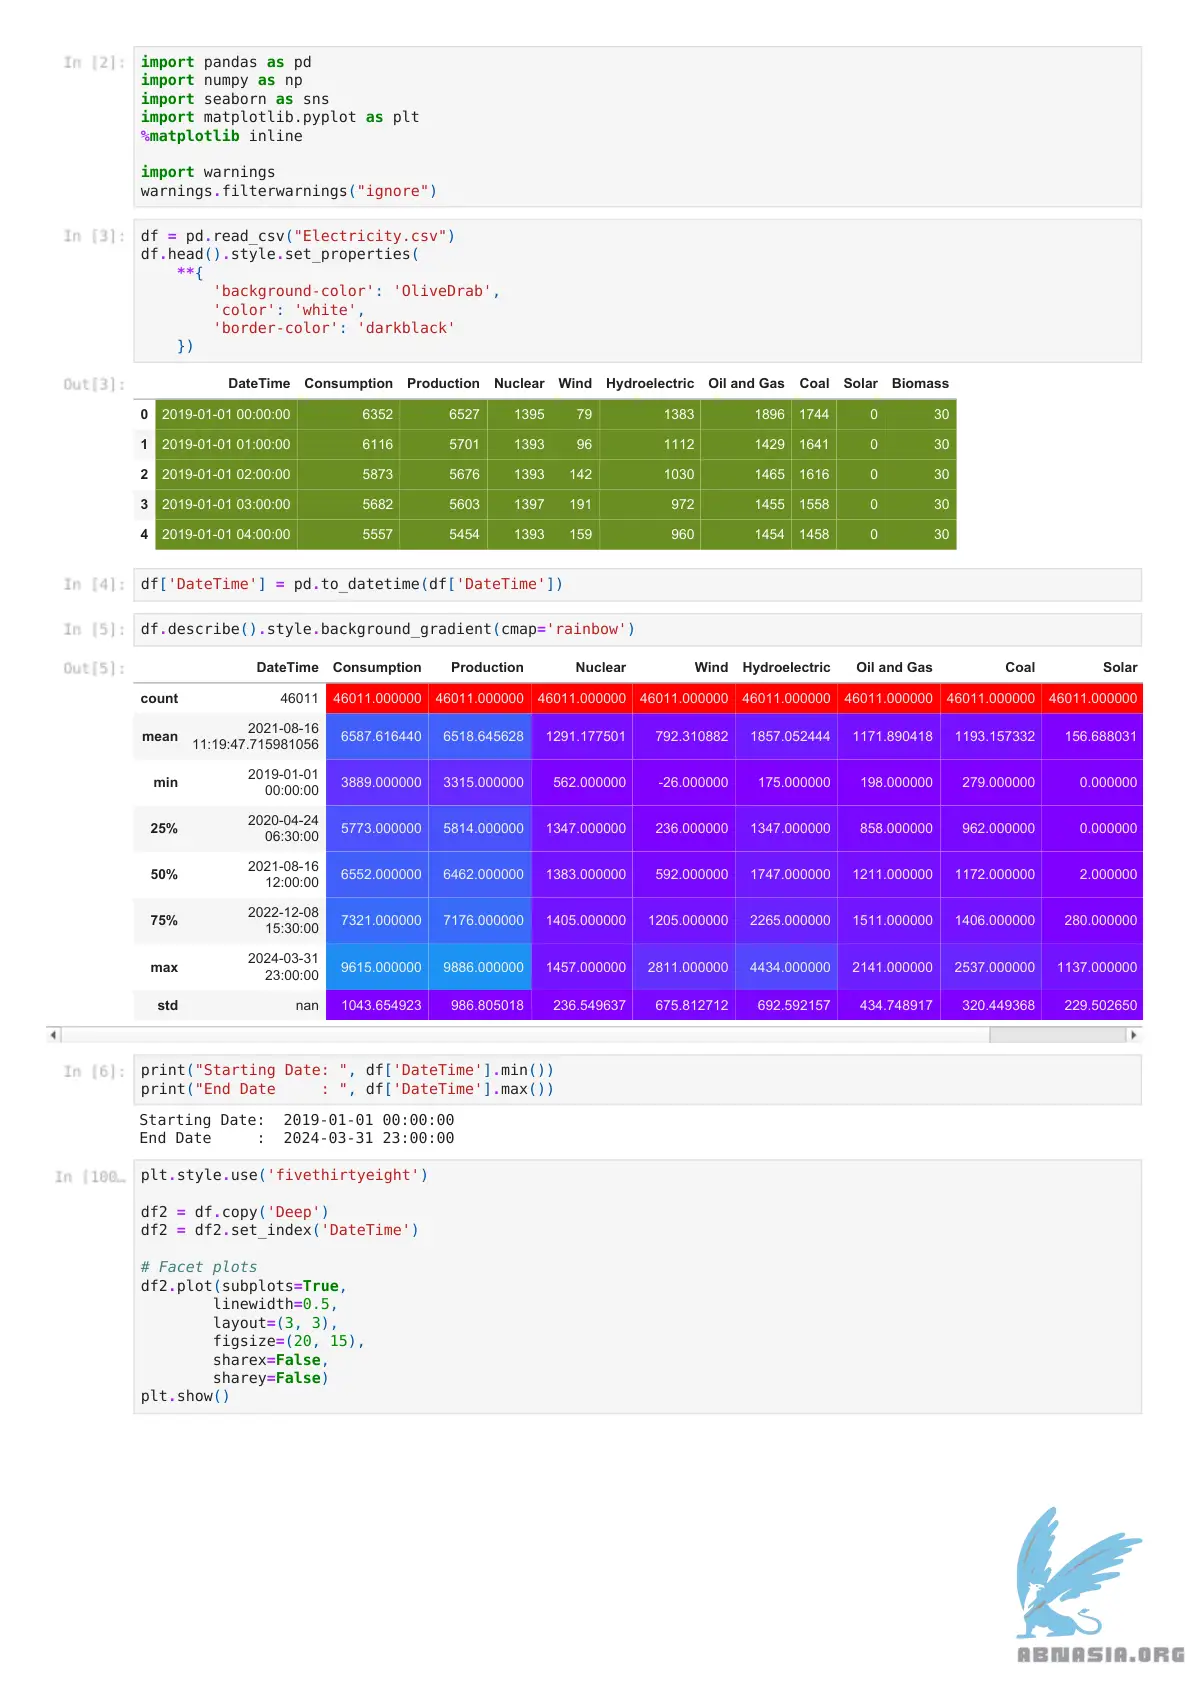 In [2]:
import pandas as pd
import numpy as np
import seaborn as sns
import matplotlib.pyplot as plt
%matplotlib inline
import warnings
warnings.filterwarnings("ignore")
In [3]:
df = pd.read_csv("Electricity.csv")
df.head().style.set_properties(
    **{
        'background-color': 'OliveDrab',
        'color': 'white',
        'border-color': 'darkblack'
    })
Out[3]:
DateTime Consumption Production Nuclear Wind Hydroelectric Oil and Gas Coal Solar Biomass
0 2019-01-01 00:00:00 6352 6527 1395 79 1383 1896 1744 0 30
1 2019-01-01 01:00:00 6116 5701 1393 96 1112 1429 1641 0 30
2 2019-01-01 02:00:00 5873 5676 1393 142 1030 1465 1616 0 30
3 2019-01-01 03:00:00 5682 5603 1397 191 972 1455 1558 0 30
4 2019-01-01 04:00:00 5557 5454 1393 159 960 1454 1458 0 30
In [4]:
df['DateTime'] = pd.to_datetime(df['DateTime'])
In [5]:
df.describe().style.background_gradient(cmap='rainbow')
Out[5]:
DateTime Consumption Production Nuclear Wind Hydroelectric Oil and Gas Coal Solar
count 46011 46011.000000 46011.000000 46011.000000 46011.000000 46011.000000 46011.000000 46011.000000 46011.000000
mean 2021-08-16 11:19:47.715981056 6587.616440 6518.645628 1291.177501 792.310882 1857.052444 1171.890418 1193.157332 156.688031
min 2019-01-01 00:00:00 3889.000000 3315.000000 562.000000 -26.000000 175.000000 198.000000 279.000000 0.000000
25% 2020-04-24 06:30:00 5773.000000 5814.000000 1347.000000 236.000000 1347.000000 858.000000 962.000000 0.000000
50% 2021-08-16 12:00:00 6552.000000 6462.000000 1383.000000 592.000000 1747.000000 1211.000000 1172.000000 2.000000
75% 2022-12-08 15:30:00 7321.000000 7176.000000 1405.000000 1205.000000 2265.000000 1511.000000 1406.000000 280.000000
max 2024-03-31 23:00:00 9615.000000 9886.000000 1457.000000 2811.000000 4434.000000 2141.000000 2537.000000 1137.000000
std nan 1043.654923 986.805018 236.549637 675.812712 692.592157 434.748917 320.449368 229.502650
In [6]:
print("Starting Date: ", df['DateTime'].min())
print("End Date     : ", df['DateTime'].max())
Starting Date:  2019-01-01 00:00:00
End Date     :  2024-03-31 23:00:00
In [100…
plt.style.use('fivethirtyeight')
df2 = df.copy('Deep')
df2 = df2.set_index('DateTime')
# Facet plots
df2.plot(subplots=True,
        linewidth=0.5,
        layout=(3, 3),
        figsize=(20, 15),
        sharex=False,
        sharey=False)
plt.show()
ABNASIA.ORG